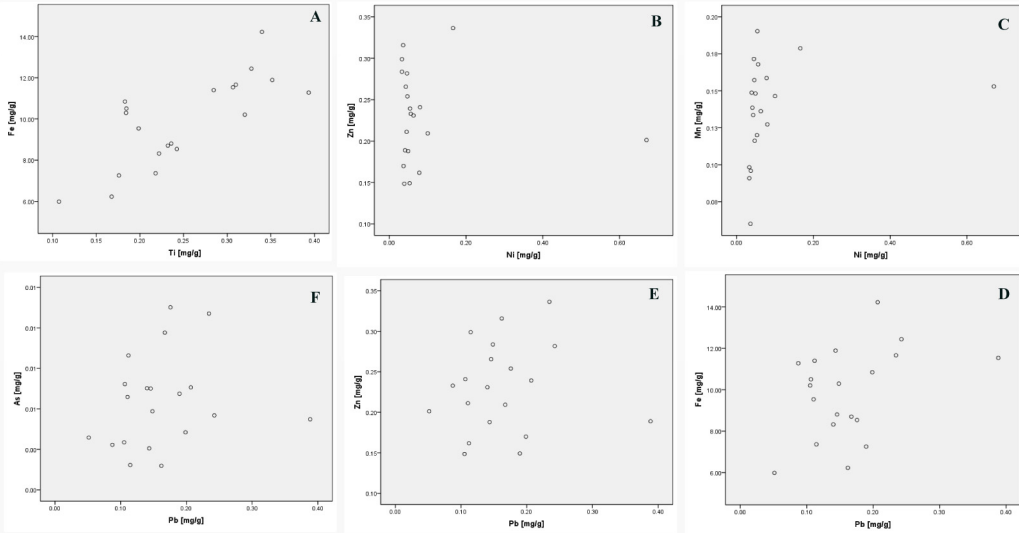 A
14.00
12.00
10.00
8.00
6.00
Fe [mg/g]
0.10 0.15 0.20 0.25 0.30 0.35 0.40
Ti [mg/g]
B
0.35
0.30
0.25
0.20
0.15
0.10
Zn [mg/g]
0.00 0.20 0.40 0.60
Ni [mg/g]
C
0.20
0.18
0.15
0.13
0.10
0.08
Mn [mg/g]
0.00 0.20 0.40 0.60
Ni [mg/g]
F
0.01
0.01
0.01
0.01
0.00
0.00
As [mg/g]
0.00 0.10 0.20 0.30 0.40
Pb [mg/g]
E
0.35
0.30
0.25
0.20
0.15
0.10
Zn [mg/g]
0.00 0.10 0.20 0.30 0.40
Pb [mg/g]
D
14.00
12.00
10.00
8.00
6.00
Fe [mg/g]
0.00 0.10 0.20 0.30 0.40
Pb [mg/g]